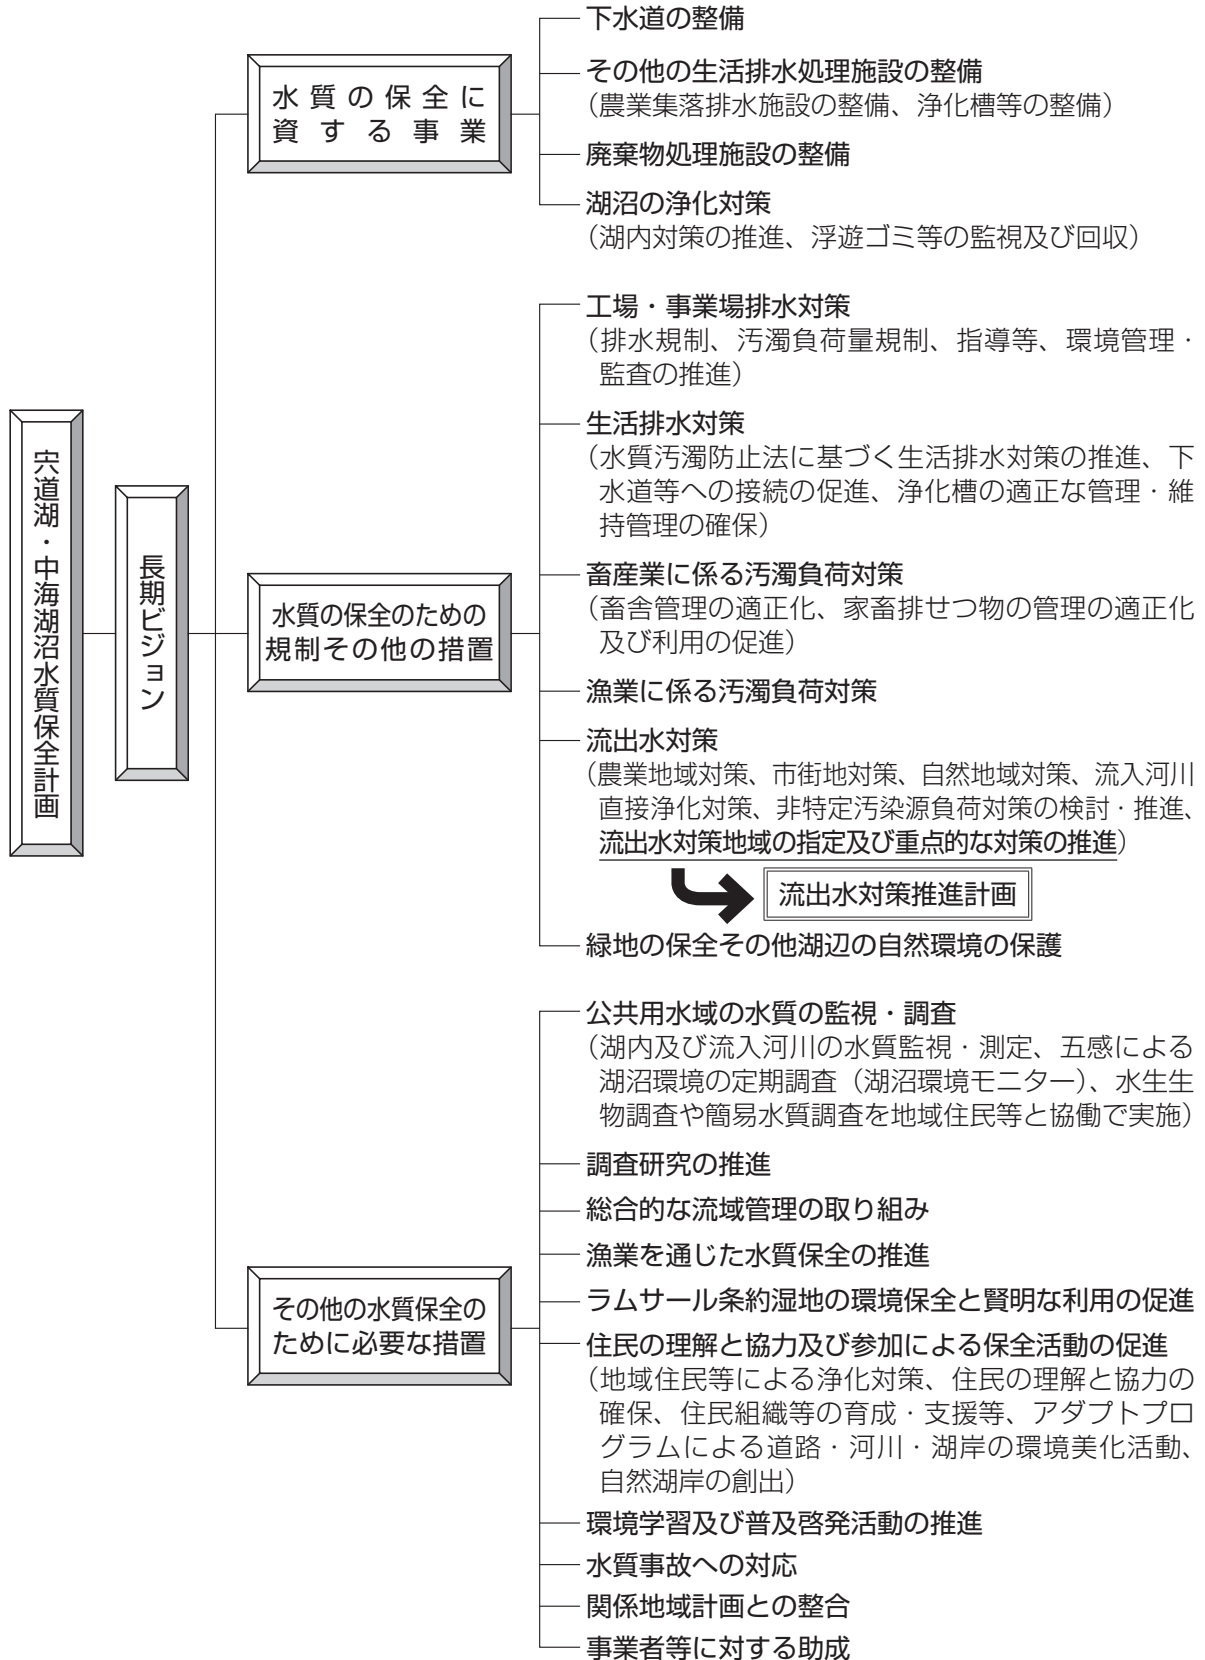 宍道湖・中海湖沼水質保全計画
長期ビジョン
水質の保全に
資する事業
下水道の整備
その他の生活排水処理施設の整備
（農業集落排水施設の整備、浄化槽等の整備）
廃棄物処理施設の整備
湖沼の浄化対策
（湖内対策の推進、浮遊ゴミ等の監視及び回収）
水質の保全のための
規制その他の措置
工場・事業場排水対策
（排水規制、汚濁負荷量規制、指導等、環境管理・
監査の推進）
生活排水対策
（水質汚濁防止法に基づく生活排水対策の推進、下
水道等への接続の促進、浄化槽の適正な管理・維
持管理の確保）
畜産業に係る汚濁負荷対策
（畜舎管理の適正化、家畜排せつ物の管理の適正化
及び利用の促進）
漁業に係る汚濁負荷対策
流出水対策
（農業地域対策、市街地対策、自然地域対策、流入河川
直接浄化対策、非特定汚染源負荷対策の検討・推進、
流出水対策地域の指定及び重点的な対策の推進）
流出水対策推進計画
緑地の保全その他湖辺の自然環境の保護
その他の水質保全の
ために必要な措置
公共用水域の水質の監視・調査
（湖内及び流入河川の水質監視・測定、五感による
湖沼環境の定期調査（湖沼環境モニター）、水生生
物調査や簡易水質調査を地域住民等と協働で実施）
調査研究の推進
総合的な流域管理の取り組み
漁業を通じた水質保全の推進
ラムサール条約湿地の環境保全と賢明な利用の促進
住民の理解と協力及び参加による保全活動の促進
（地域住民等による浄化対策、住民の理解と協力の
確保、住民組織等の育成・支援等、アダプトプロ
グラムによる道路・河川・湖岸の環境美化活動、
自然湖岸の創出）
環境学習及び普及啓発活動の推進
水質事故への対応
関係地域計画との整合
事業者等に対する助成